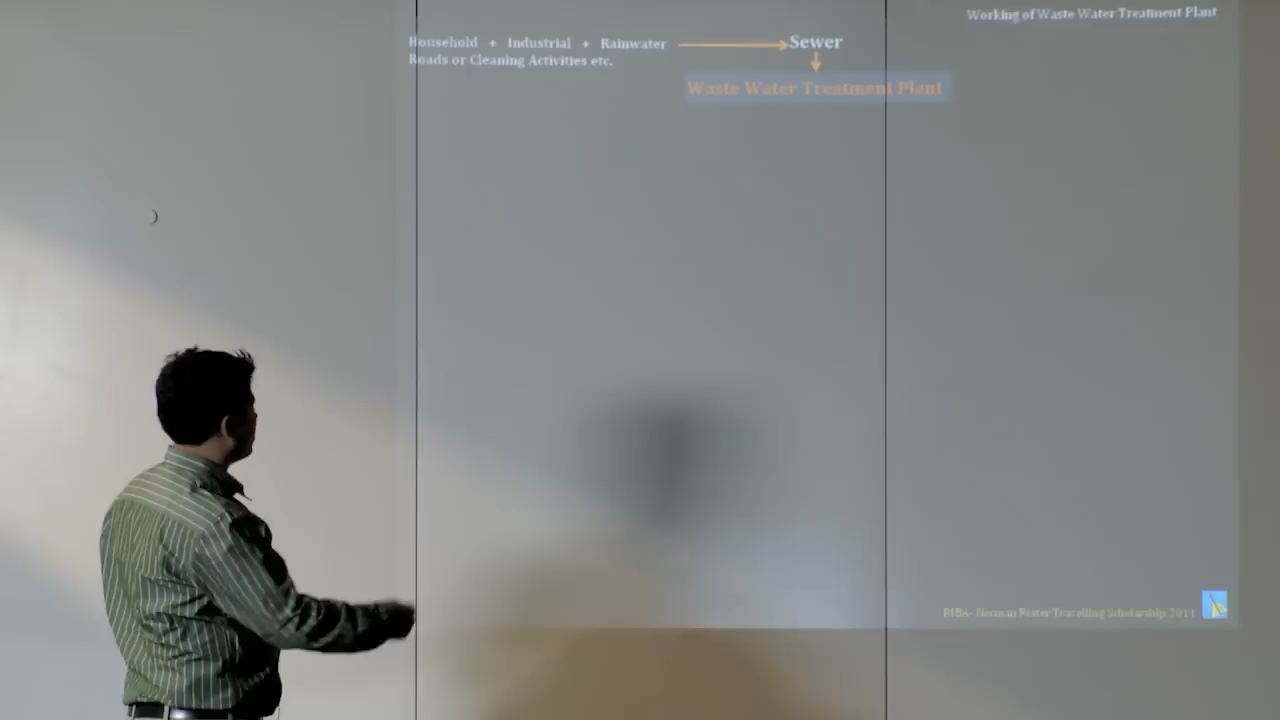 Working of Waste Water Treatment Plant
Household + Industrial + Rainwater
Sewer
Roads or Cleaning Activities etc.
Waste Water Treatment Plant
RIBA- Norman Foster Travelling Scholarship 2011